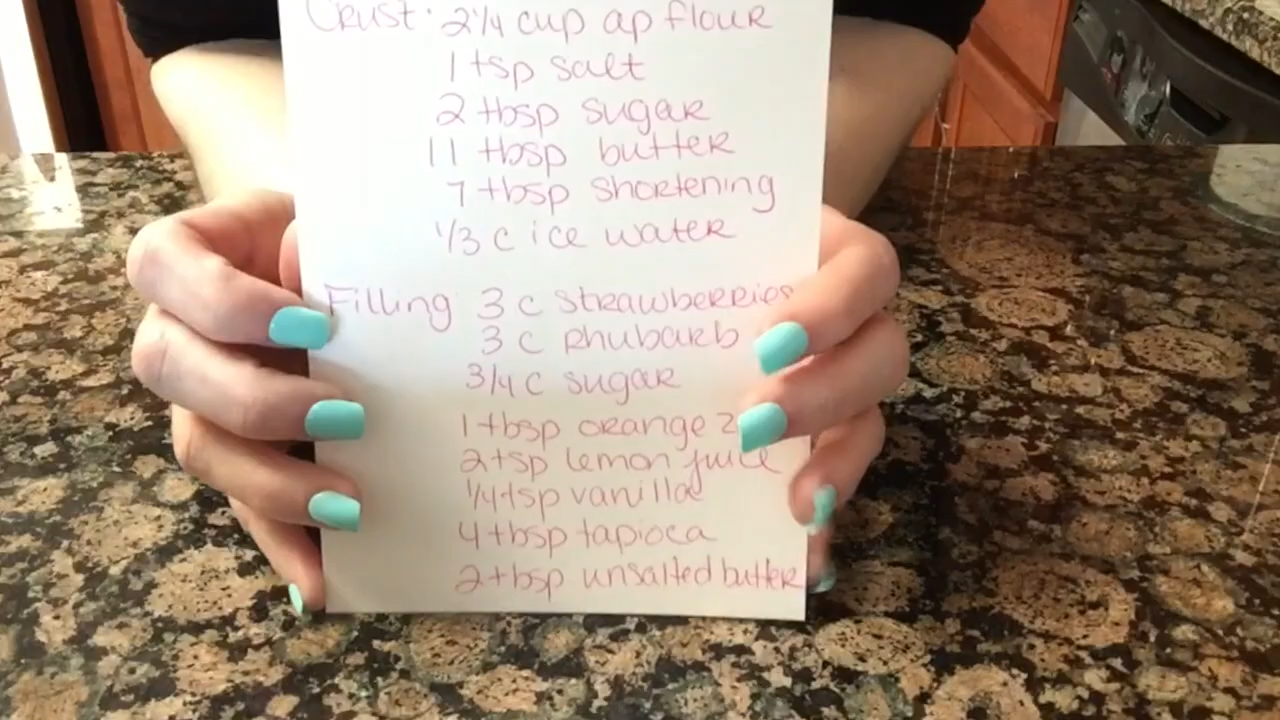 Crust: 2 1/4 cup ap flour
1 tsp salt
2 tbsp sugar
11 tbsp butter
7 tbsp shortening
1/3 c ice water
Filling 3 c strawberries
3 c rhubarb
3/4 c sugar
1 tbsp orange
2 tsp lemon juice
1/4 tsp vanilla
4 tbsp tapioca
2 tbsp unsalted butter